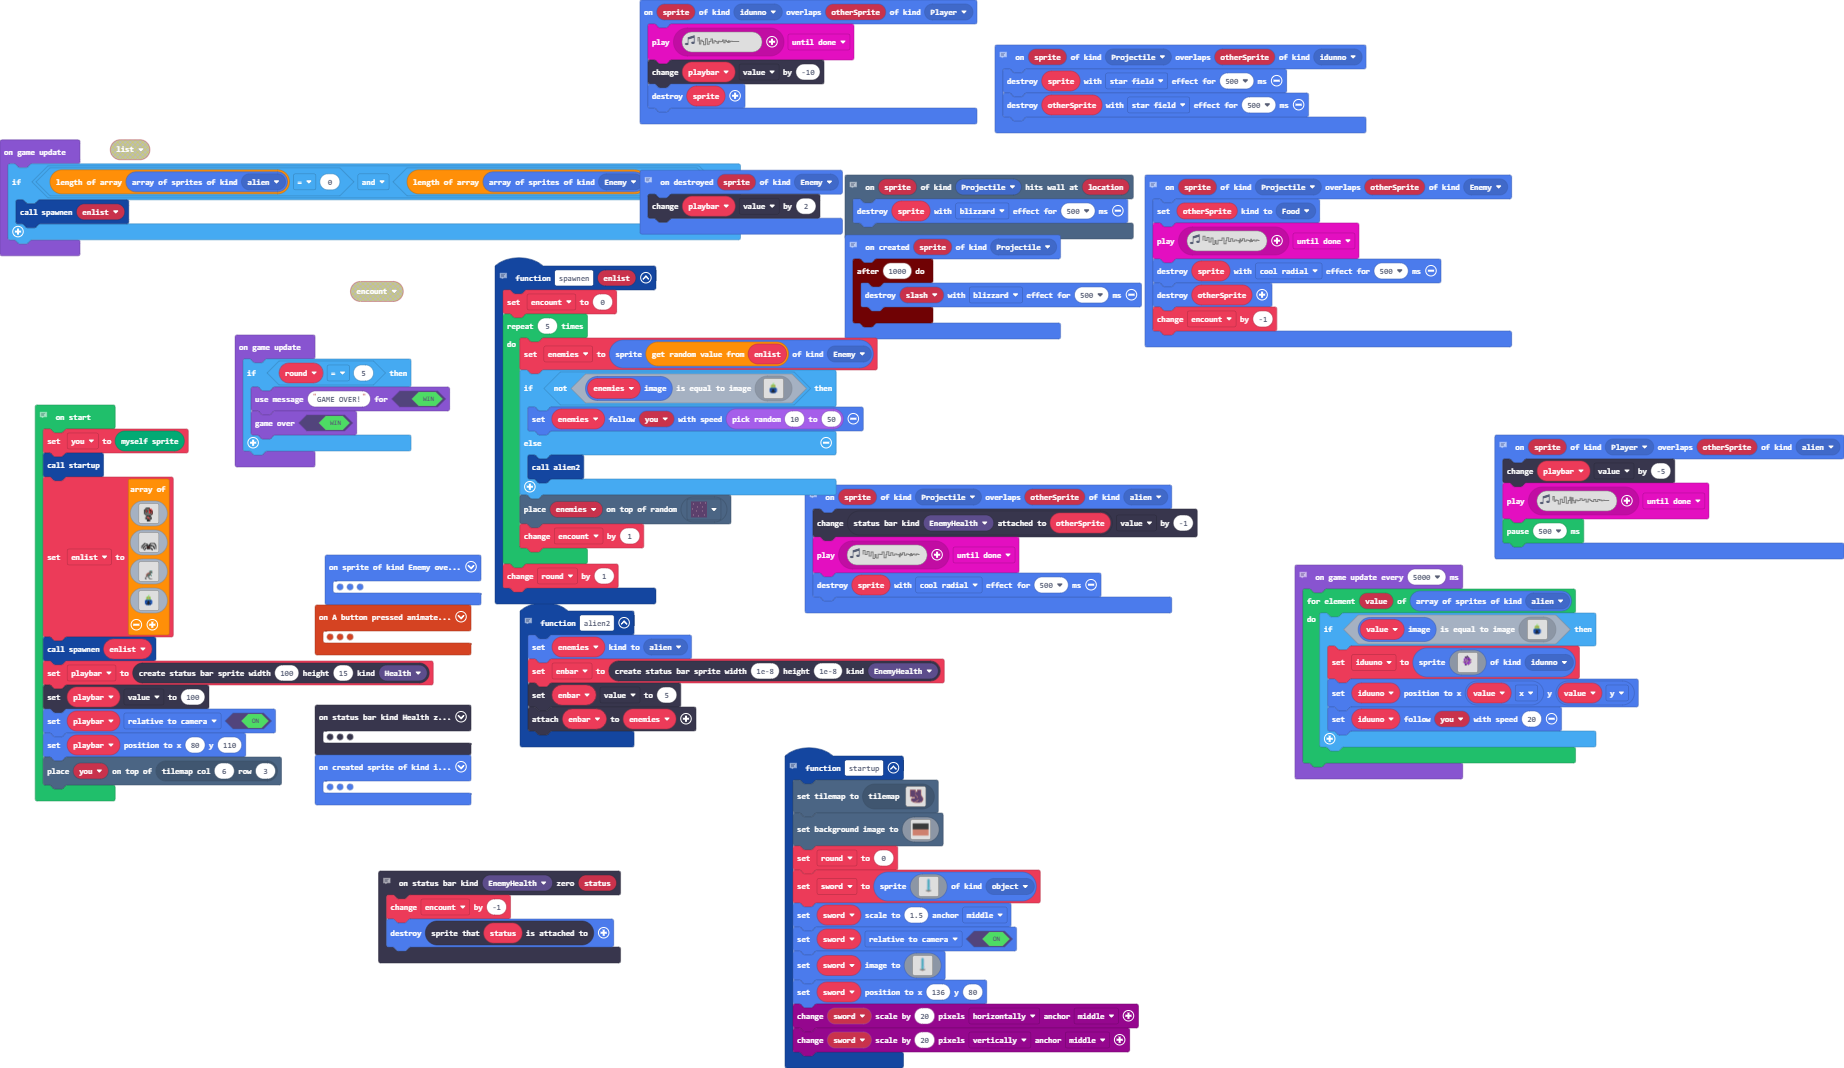 on sprite of kind idunno overlaps otherSprite of kind Player
play until done
change playbar value by -10
destroy sprite
on sprite of kind Projectile overlaps otherSprite of kind idunno
destroy sprite with star field effect for 500 ms
destroy otherSprite with star field effect for 500 ms
list
on game update
if length of array array of sprites of kind alien = 0 and length of array array of sprites of kind Enemy
call spawnen enlist
on destroyed sprite of kind Enemy
change playbar value by 2
on sprite of kind Projectile hits wall at location
destroy sprite with blizzard effect for 500 ms
on created sprite of kind Projectile
after 1000 do
destroy slash with blizzard effect for 500 ms
on sprite of kind Projectile overlaps otherSprite of kind Enemy
set otherSprite kind to Food
play until done
destroy sprite with cool radial effect for 500 ms
destroy otherSprite
change encount by -1
encount
function spawnen enlist
set encount to 0
repeat 5 times
do set enemies to sprite get random value from enlist of kind Enemy
if not enemies image is equal to image then
set enemies follow you with speed pick random 10 to 50
else
call alien2
place enemies on top of random
change encount by 1
change round by 1
on game update
if round = 5 then
use message "GAME OVER!" for WIN
game over WIN
on start
set you to myself sprite
call startup
set enlist to array of
call spawnen enlist
set playbar to create status bar sprite width 100 height 15 kind Health
set playbar value to 100
set playbar relative to camera ON
set playbar position to x 80 y 110
place you on top of tilemap col 6 row 3
on sprite of kind Enemy ove...
on A button pressed animate...
on status bar kind Health z...
on created sprite of kind i...
function alien2
set enemies kind to alien
set enbar to create status bar sprite width 1e-8 height 1e-8 kind EnemyHealth
set enbar value to 5
attach enbar to enemies
on sprite of kind Projectile overlaps otherSprite of kind alien
change status bar kind EnemyHealth attached to otherSprite value by -1
play until done
destroy sprite with cool radial effect for 500 ms
on sprite of kind Player overlaps otherSprite of kind alien
change playbar value by -5
play until done
pause 500 ms
on game update every 5000 ms
for element value of array of sprites of kind alien
do if value image is equal to image then
set iduuno to sprite of kind idunno
set iduuno position to x value x y value y
set iduuno follow you with speed 20
function startup
set tilemap to tilemap
set background image to
set round to 0
set sword to sprite of kind object
set sword scale to 1.5 anchor middle
set sword relative to camera ON
set sword image to
set sword position to x 136 y 80
change sword scale by 20 pixels horizontally anchor middle
change sword scale by 20 pixels vertically anchor middle
on status bar kind EnemyHealth zero status
change encount by -1
destroy sprite that status is attached to